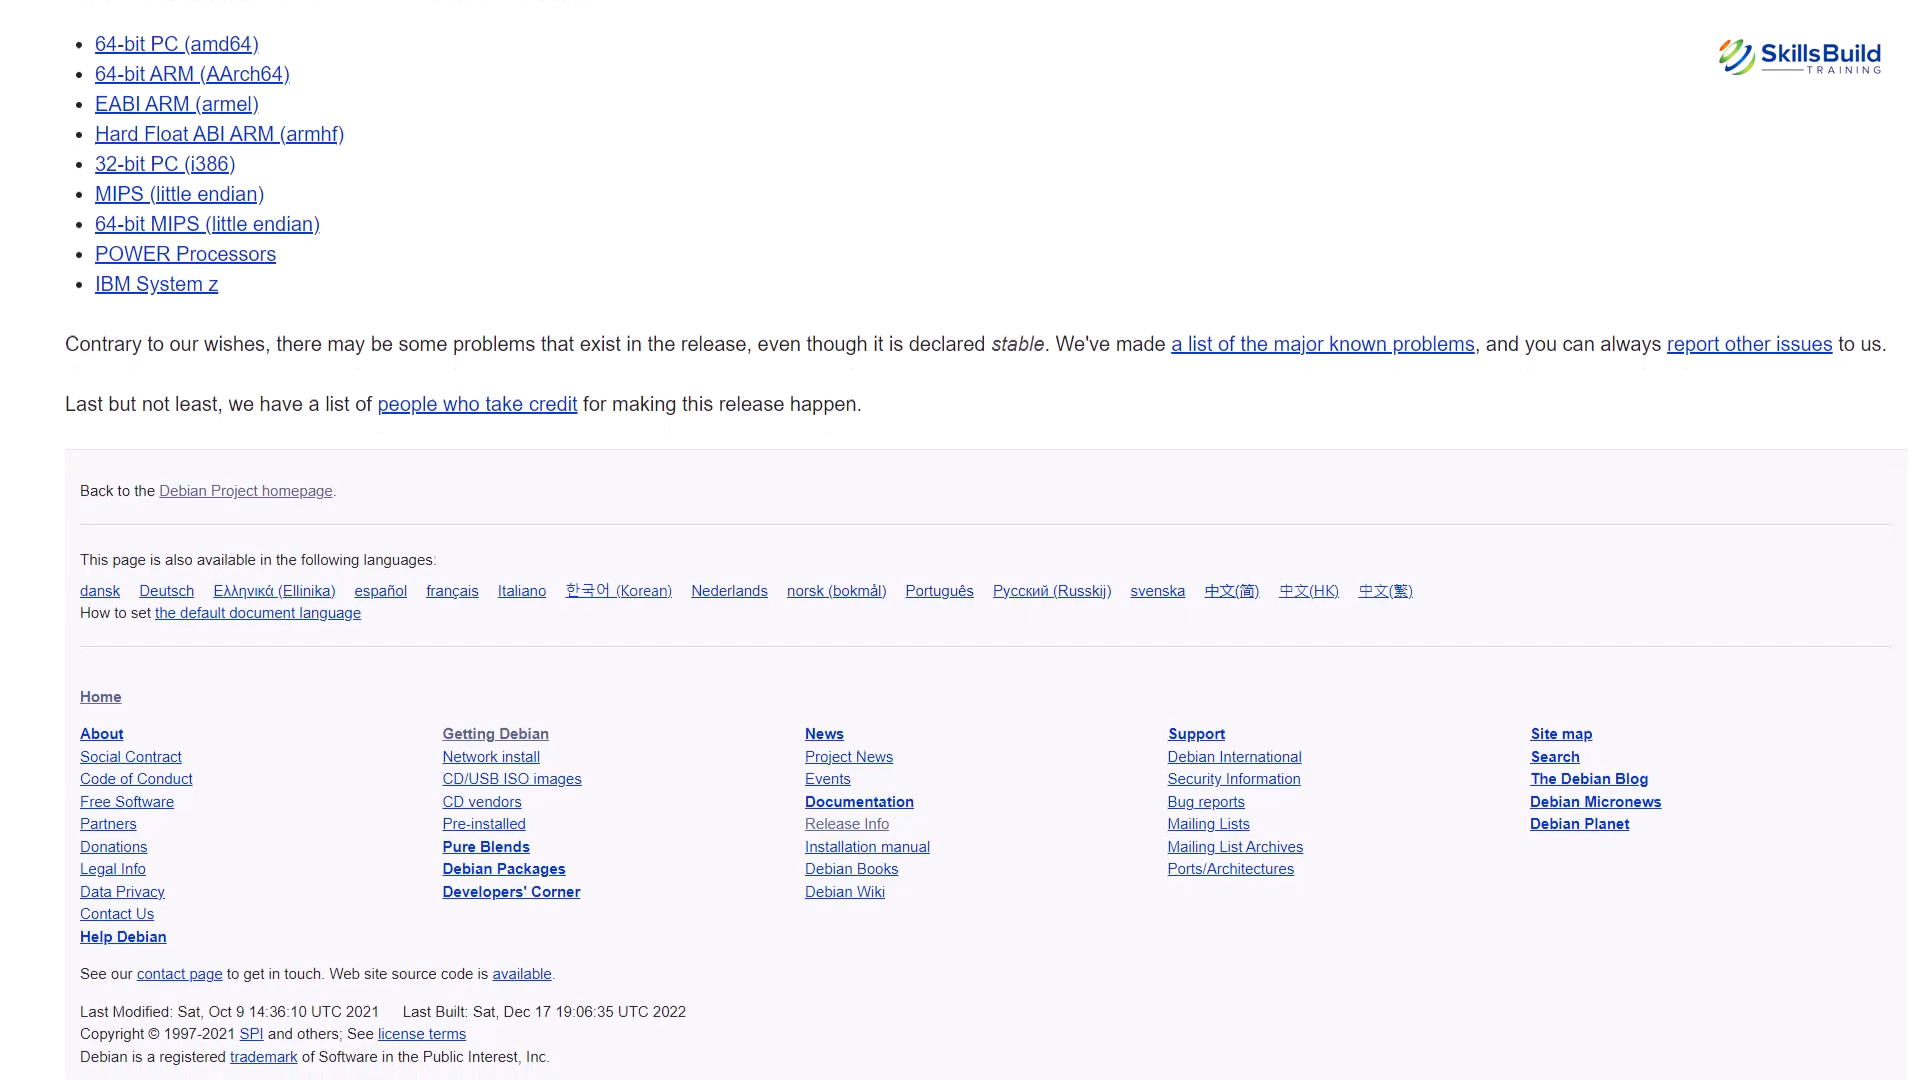 64-bit PC (amd64)
64-bit ARM (AArch64)
EABI ARM (armel)
Hard Float ABI ARM (armhf)
32-bit PC (i386)
MIPS (little endian)
64-bit MIPS (little endian)
POWER Processors
IBM System z
SkillsBuild
TRAINING
Contrary to our wishes, there may be some problems that exist in the release, even though it is declared stable. We've made a list of the major known problems, and you can always report other issues to us.
Last but not least, we have a list of people who take credit for making this release happen.
Back to the Debian Project homepage.
This page is also available in the following languages:
dansk Deutsch Ελληνικά (Ellinika) español français Italiano 한국어 (Korean) Nederlands norsk (bokmål) Português Русский (Russkij) svenska 中文(简) 中文(HK) 中文(繁)
How to set the default document language
Home
About
Social Contract
Code of Conduct
Free Software
Partners
Donations
Legal Info
Data Privacy
Contact Us
Help Debian
Getting Debian
Network install
CD/USB ISO images
CD vendors
Pre-installed
Pure Blends
Debian Packages
Developers' Corner
News
Project News
Events
Documentation
Release Info
Installation manual
Debian Books
Debian Wiki
Support
Debian International
Security Information
Bug reports
Mailing Lists
Mailing List Archives
Ports/Architectures
Site map
Search
The Debian Blog
Debian Micronews
Debian Planet
See our contact page to get in touch. Web site source code is available.
Last Modified: Sat, Oct 9 14:36:10 UTC 2021 Last Built: Sat, Dec 17 19:06:35 UTC 2022
Copyright © 1997-2021 SPI and others; See license terms
Debian is a registered trademark of Software in the Public Interest, Inc.